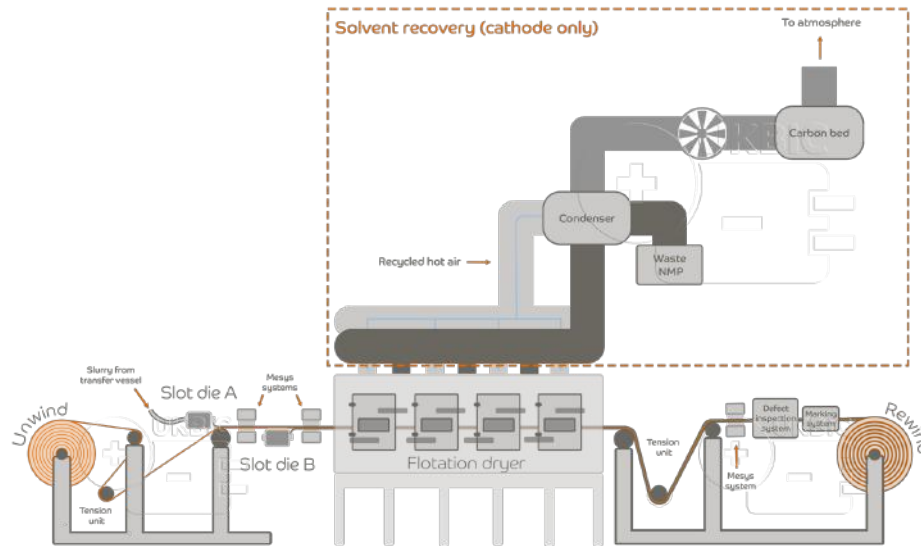 Solvent recovery (cathode only)
To atmosphere
Carbon bed
Condenser
Recycled hot air
Waste
NMP
Slurry from
transfer vessel
Slot die A
Mesys
systems
Unwind
Slot die B
Tension
unit
Flotation dryer
Tension
unit
Mesys
system
Defect
inspection
system
Marking
system
Rewind
UKBIC
UKBIC